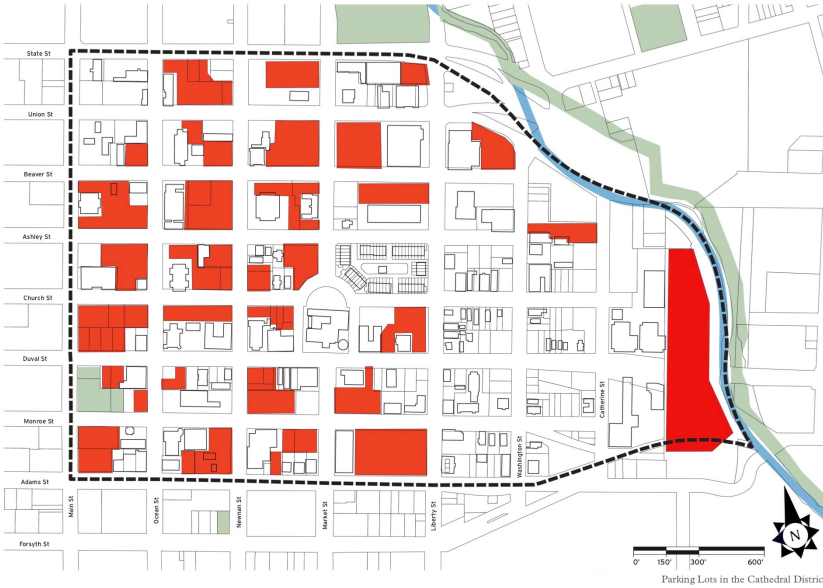 State St
Union St
Beaver St
Ashley St
Church St
Duval St
Monroe St
Adams St
Forsyth St
Main St
Ocean St
Newnan St
Market St
Liberty St
Washington St
Catherine St
N
0' 150' 300' 600'
Parking Lots in the Cathedral Distric